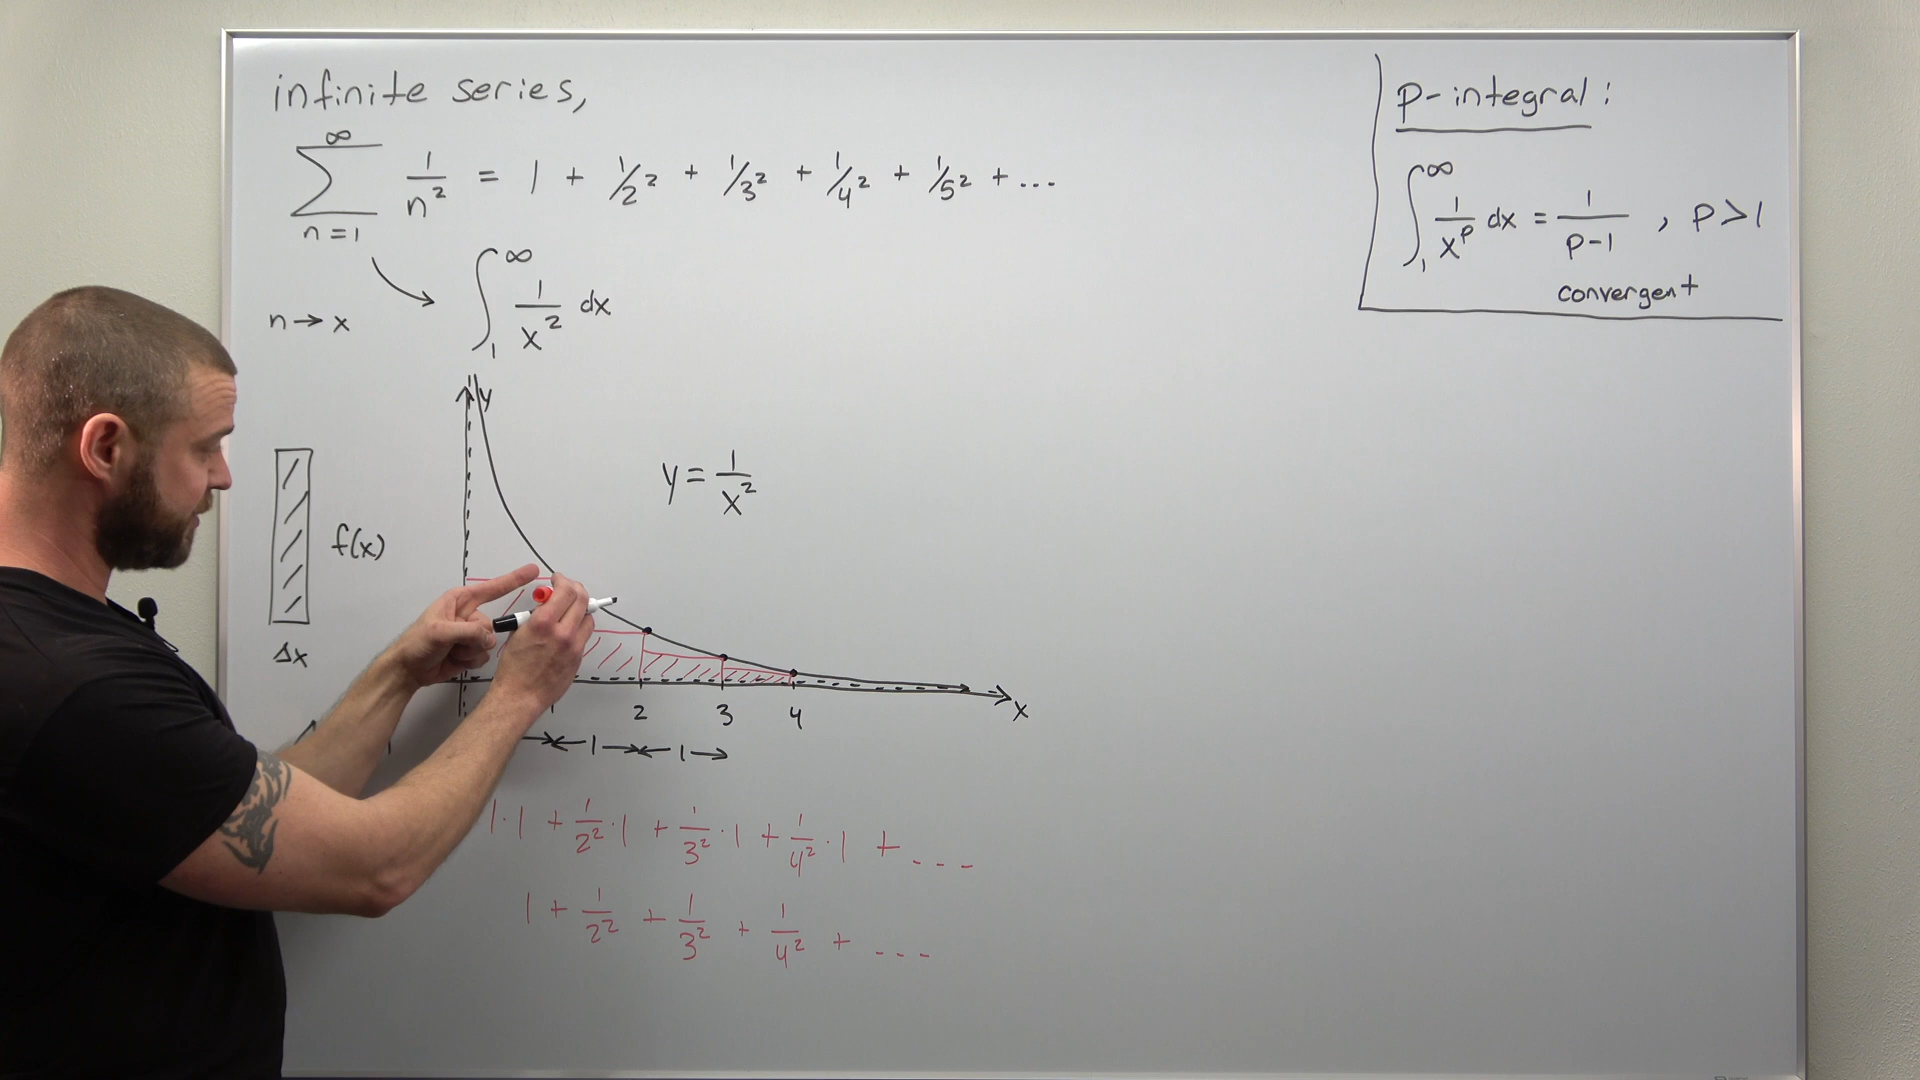 infinite series,
∞
∑ 1/n² = 1 + 1/2² + 1/3² + 1/4² + 1/5² + ...
n=1
n → x
∫₁^∞ 1/x² dx
y
y = 1/x²
f(x)
Δx
2 3 4 x
1 1
1·1 + 1/2²·1 + 1/3²·1 + 1/4²·1 + ---
1 + 1/2² + 1/3² + 1/4² + ---
p-integral:
∫₁^∞ 1/x^p dx = 1/(p-1) , p>1
convergent